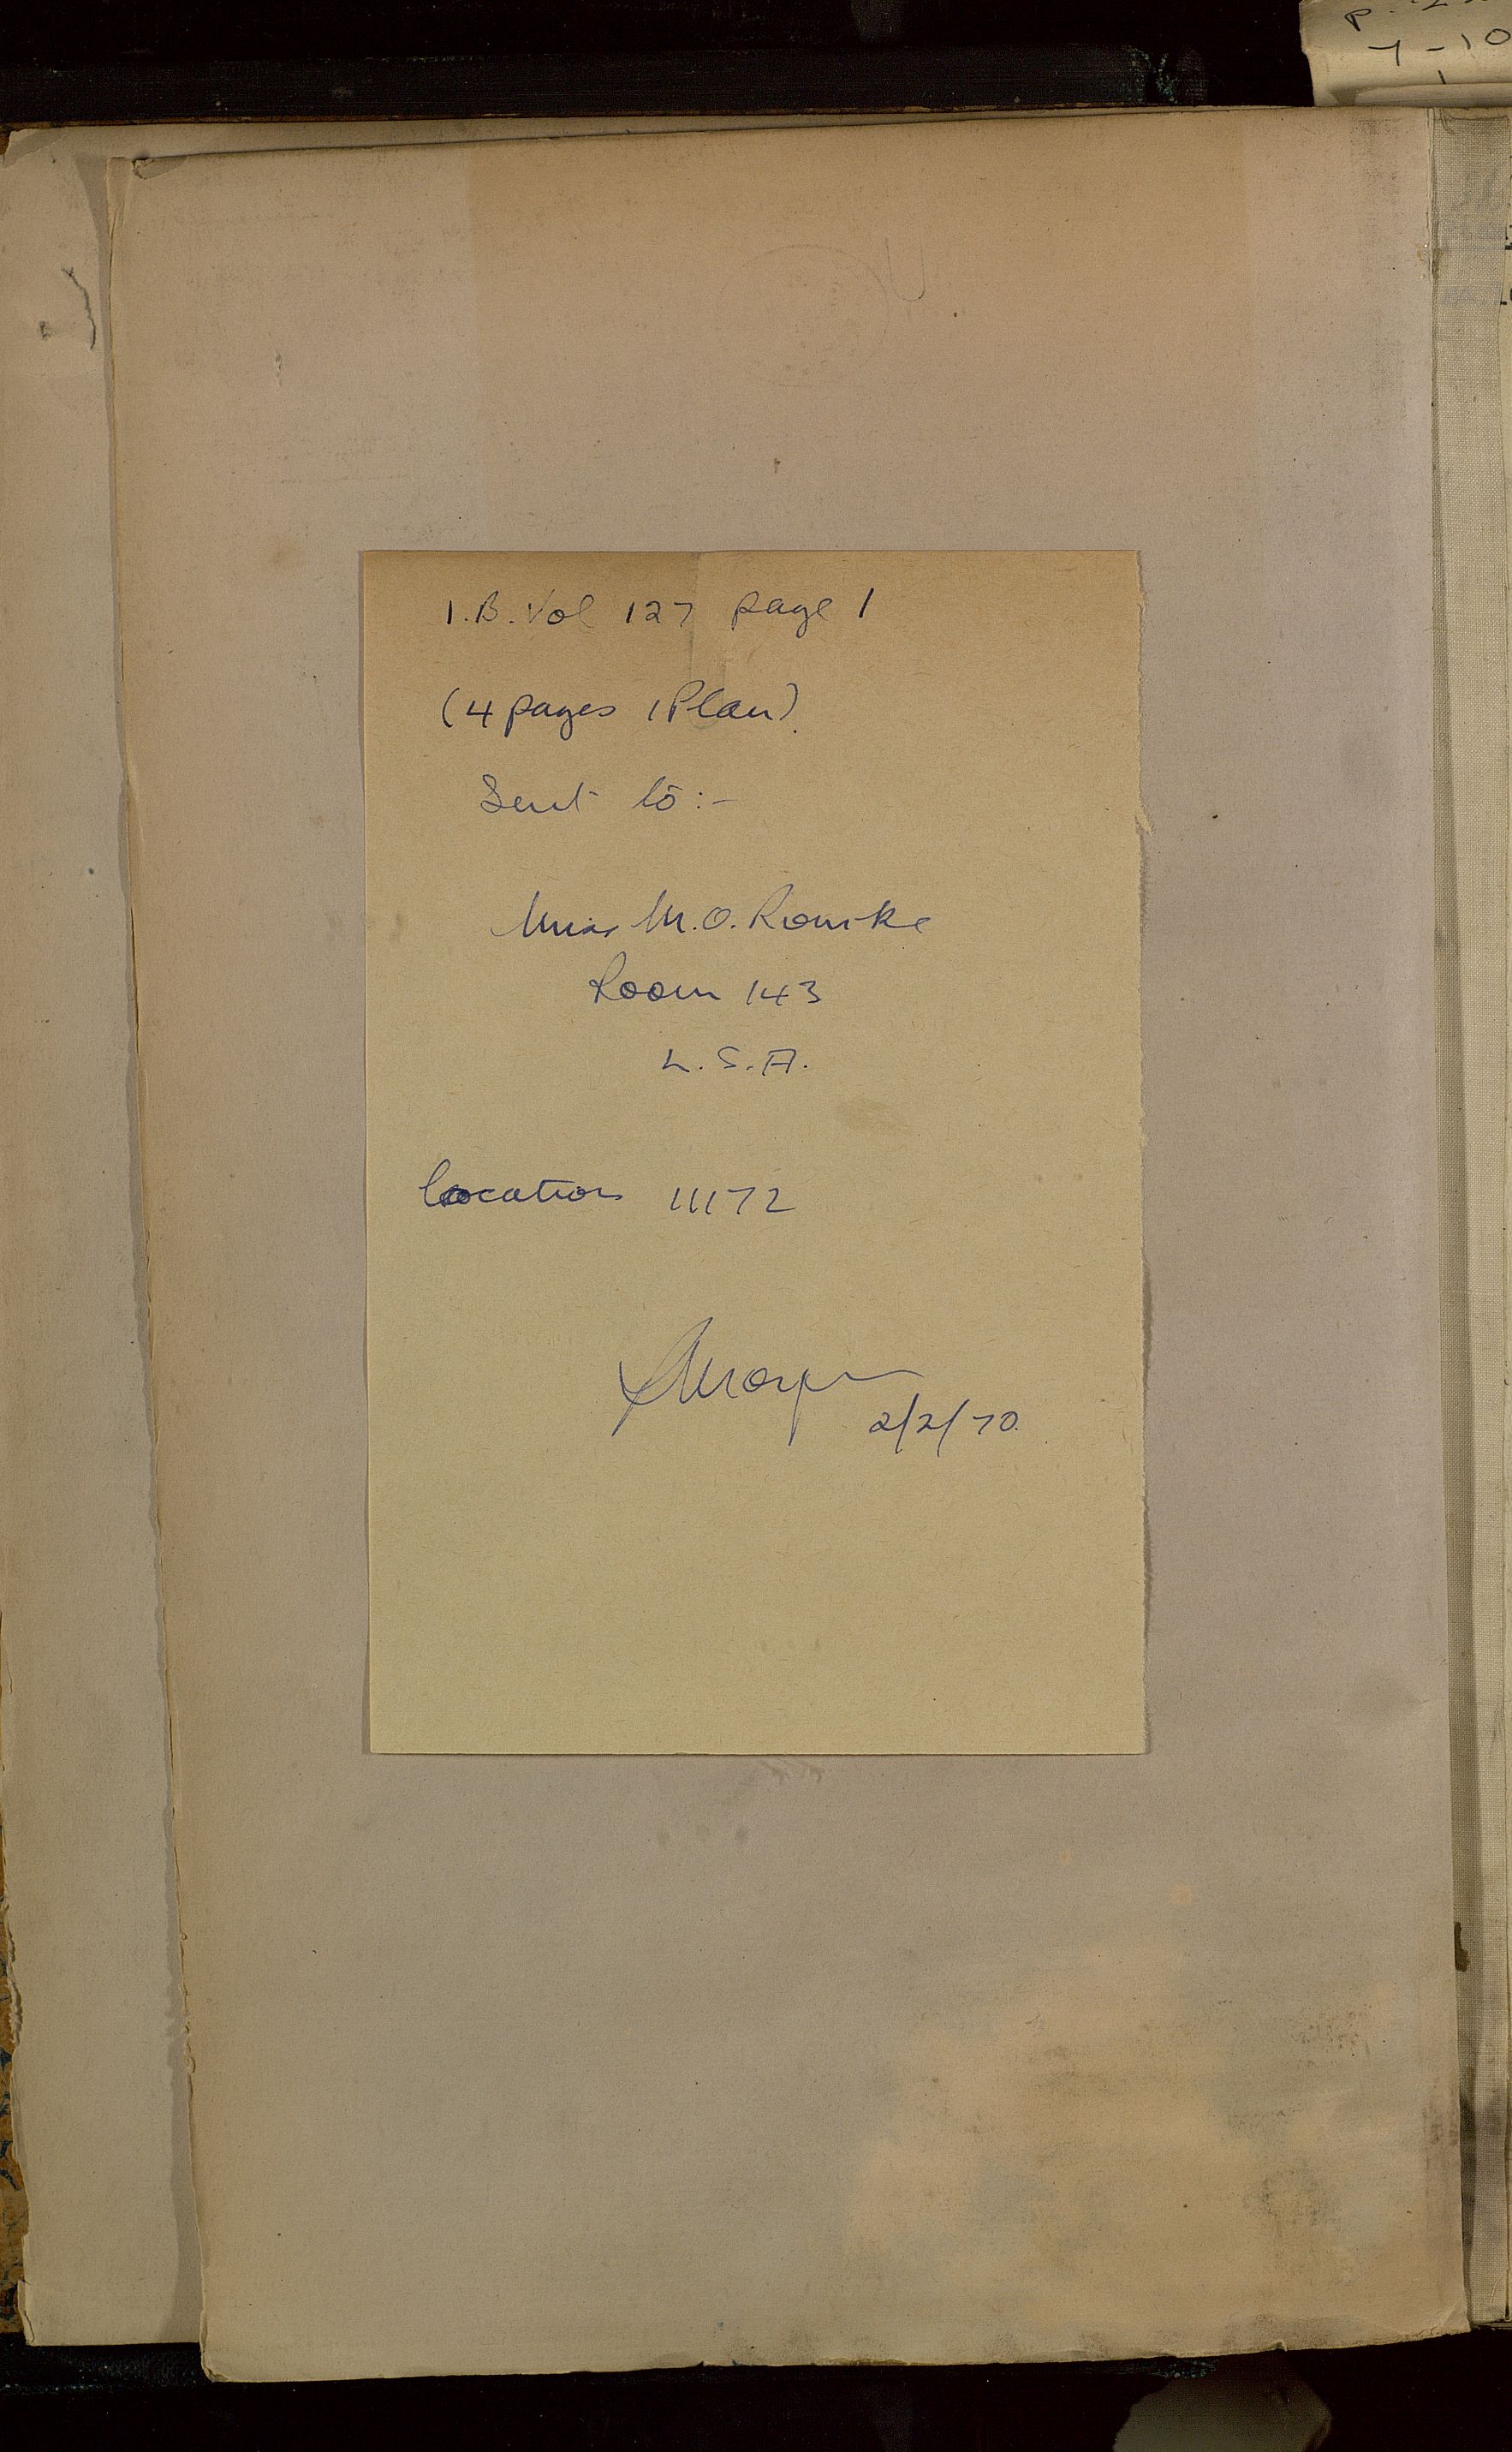 I.B. Vol 127 page 1
(4 pages 1 Plan).
Sent to:-
Miss M. O. Rourke
Room 143
L.S.A.
Location 11172
2/2/70.